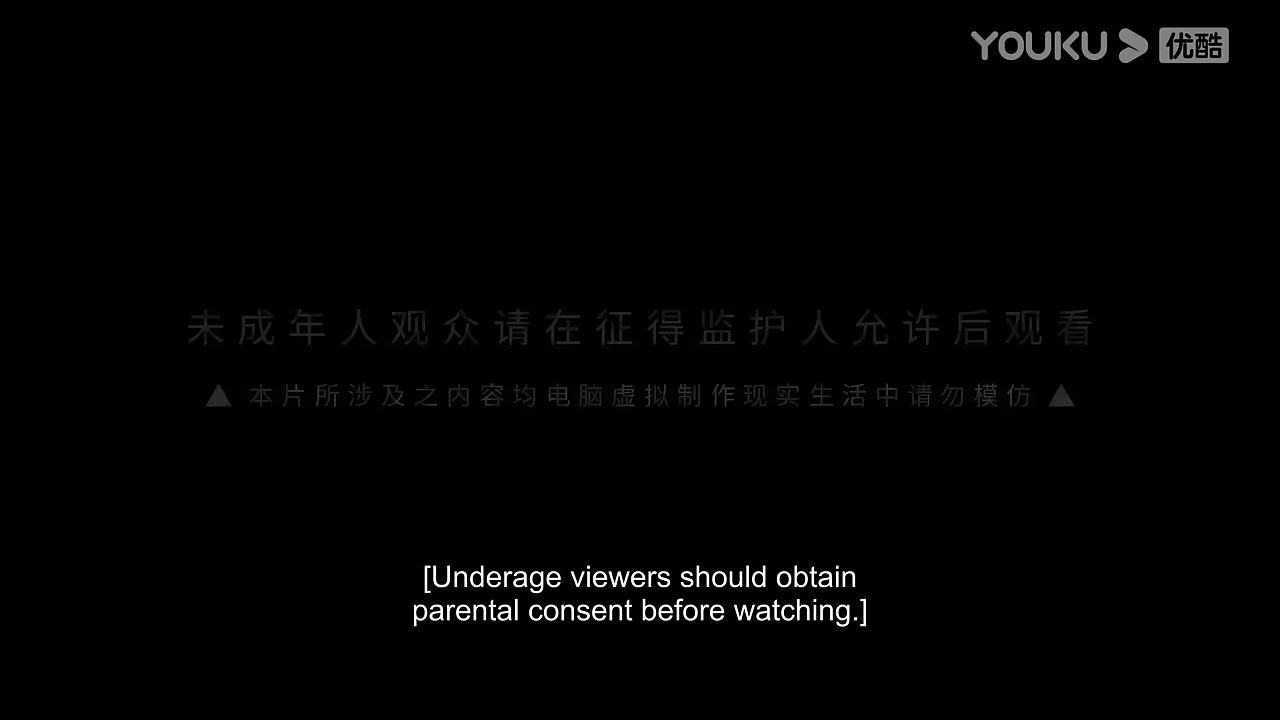 YOUKU 优酷
未成年人观众请在征得监护人允许后观看
▲ 本片所涉及之内容均电脑虚拟制作现实生活中请勿模仿 ▲
[Underage viewers should obtain
parental consent before watching.]